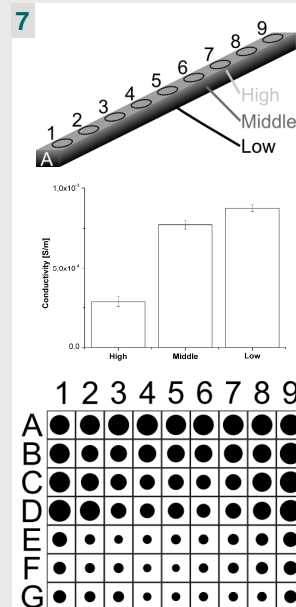 7
1 2 3 4 5 6 7 8 9
High
Middle
Low
A
1,0x10⁻³
5,0x10⁻⁴
0,0
Conductivity [S/m]
High Middle Low
1 2 3 4 5 6 7 8 9
A
B
C
D
E
F
G